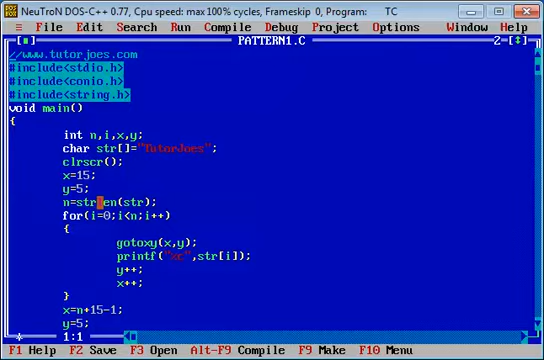 NeuTroN DOS-C++ 0.77, Cpu speed: max 100% cycles, Frameskip 0, Program: TC
≡ File Edit Search Run Compile Debug Project Options Window Help
[■] PATTERN1.C 2=[↕]
//www.tutorjoes.com
#include<stdio.h>
#include<conio.h>
#include<string.h>
void main()
{
int n,i,x,y;
char str[]="TutorJoes";
clrscr();
x=15;
y=5;
n=strlen(str);
for(i=0;i<n;i++)
{
gotoxy(x,y);
printf("%c",str[i]);
y++;
x++;
}
x=n+15-1;
y=5;
* 1:1
F1 Help F2 Save F3 Open Alt-F9 Compile F9 Make F10 Menu